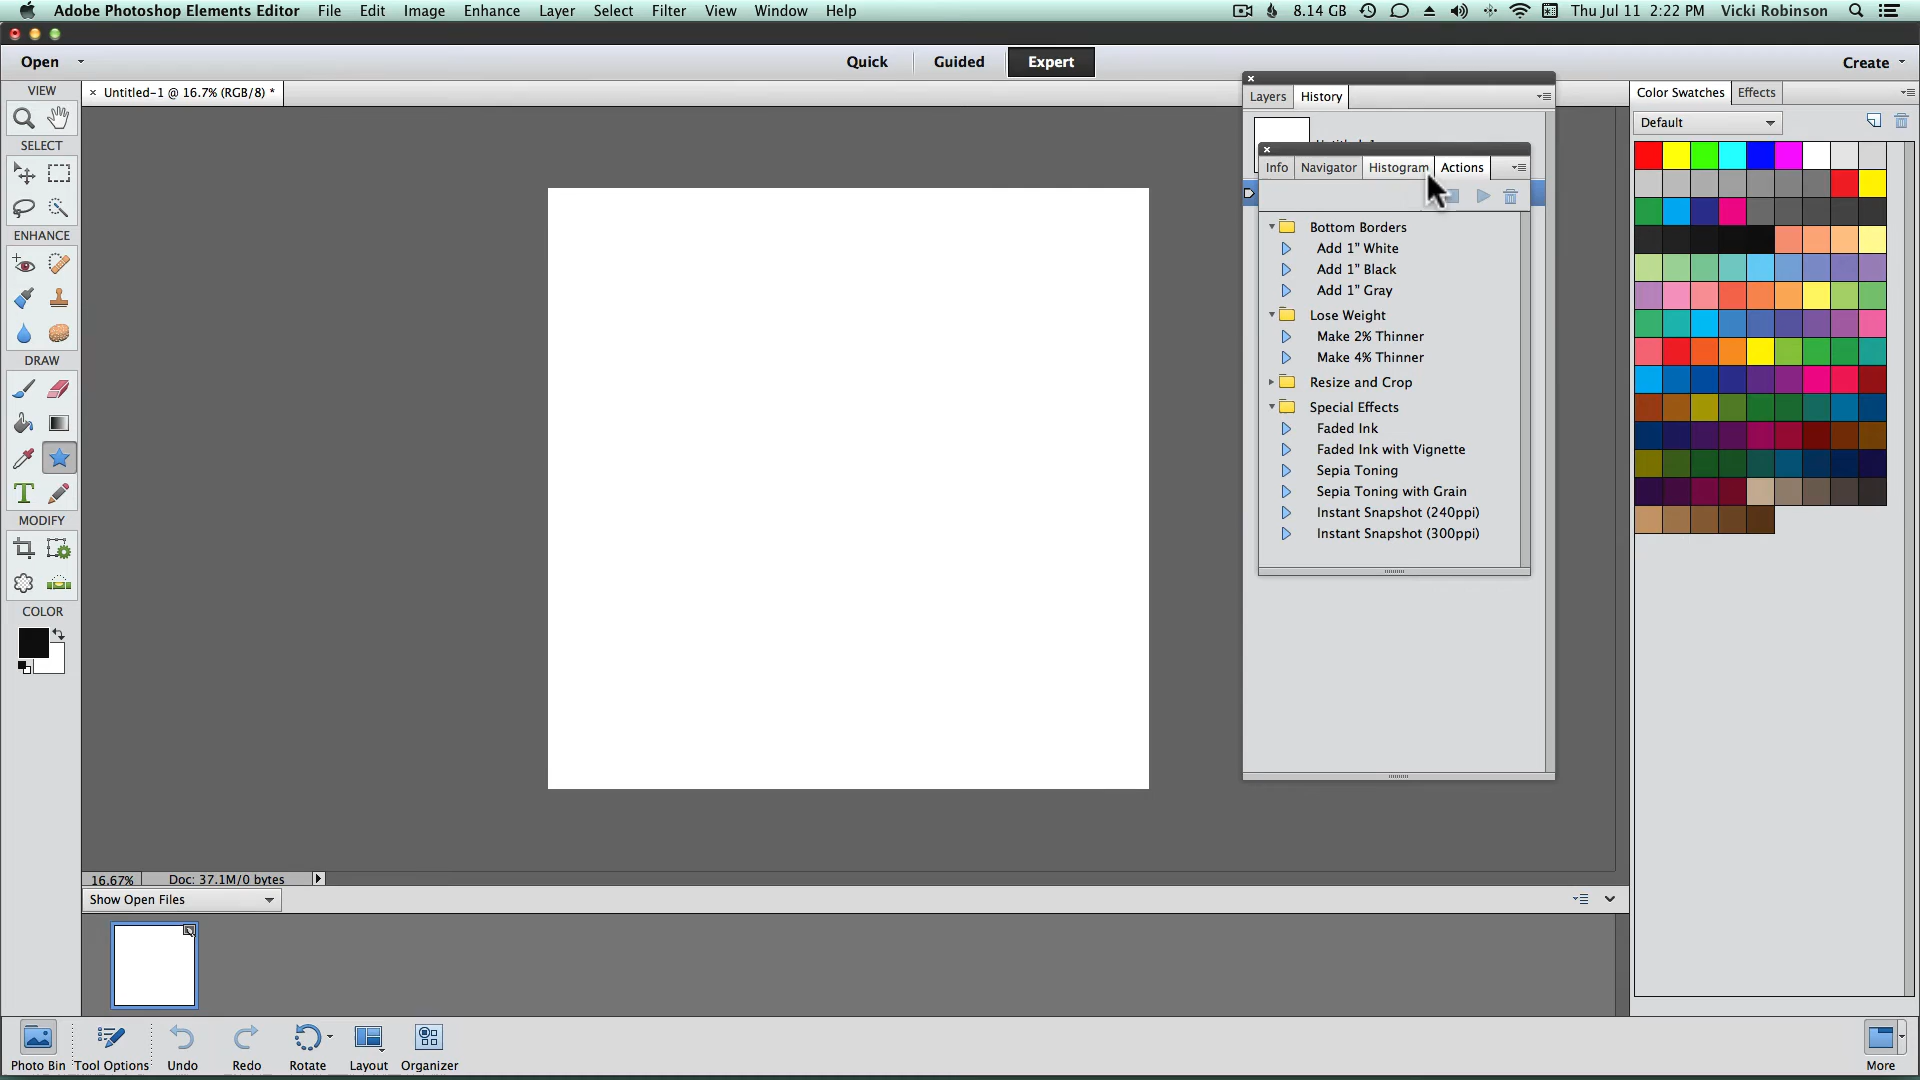 Adobe Photoshop Elements Editor File Edit Image Enhance Layer Select Filter View Window Help 8.14 GB Thu Jul 11 2:22 PM Vicki Robinson
Open Quick Guided Expert Create
VIEW
× Untitled-1 @ 16.7% (RGB/8) *
Layers History
Color Swatches Effects
Default
SELECT
Info Navigator Histogram Actions
ENHANCE
Bottom Borders
Add 1” White
Add 1” Black
Add 1” Gray
Lose Weight
Make 2% Thinner
Make 4% Thinner
DRAW
Resize and Crop
Special Effects
Faded Ink
Faded Ink with Vignette
Sepia Toning
Sepia Toning with Grain
Instant Snapshot (240ppi)
Instant Snapshot (300ppi)
T
MODIFY
COLOR
16.67% Doc: 37.1M/0 bytes
Show Open Files
Photo Bin Tool Options Undo Redo Rotate Layout Organizer More